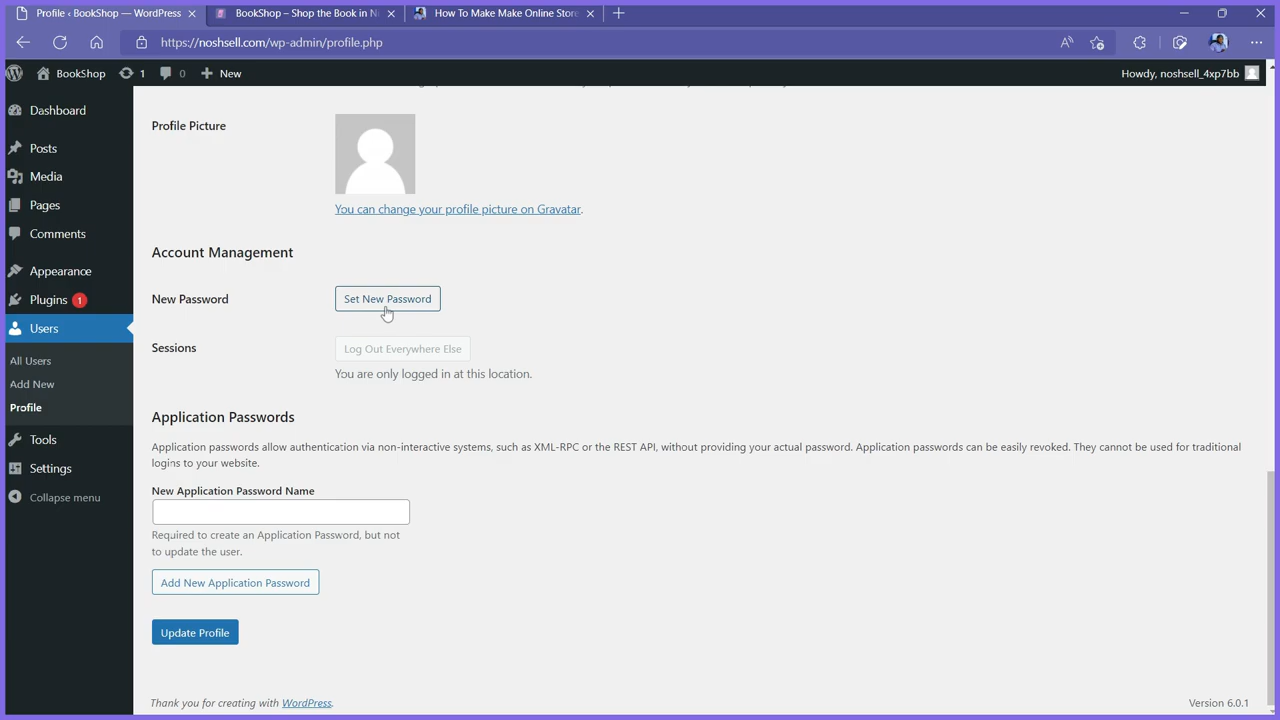 Profile ‹ BookShop — WordPress
BookShop – Shop the Book in N
How To Make Make Online Store
https://noshsell.com/wp-admin/profile.php
BookShop
1
0
New
Howdy, noshsell_4xp7bb
Dashboard
Posts
Media
Pages
Comments
Appearance
Plugins 1
Users
All Users
Add New
Profile
Tools
Settings
Collapse menu
Profile Picture
You can change your profile picture on Gravatar.
Account Management
New Password
Set New Password
Sessions
Log Out Everywhere Else
You are only logged in at this location.
Application Passwords
Application passwords allow authentication via non-interactive systems, such as XML-RPC or the REST API, without providing your actual password. Application passwords can be easily revoked. They cannot be used for traditional
logins to your website.
New Application Password Name
Required to create an Application Password, but not
to update the user.
Add New Application Password
Update Profile
Thank you for creating with WordPress.
Version 6.0.1